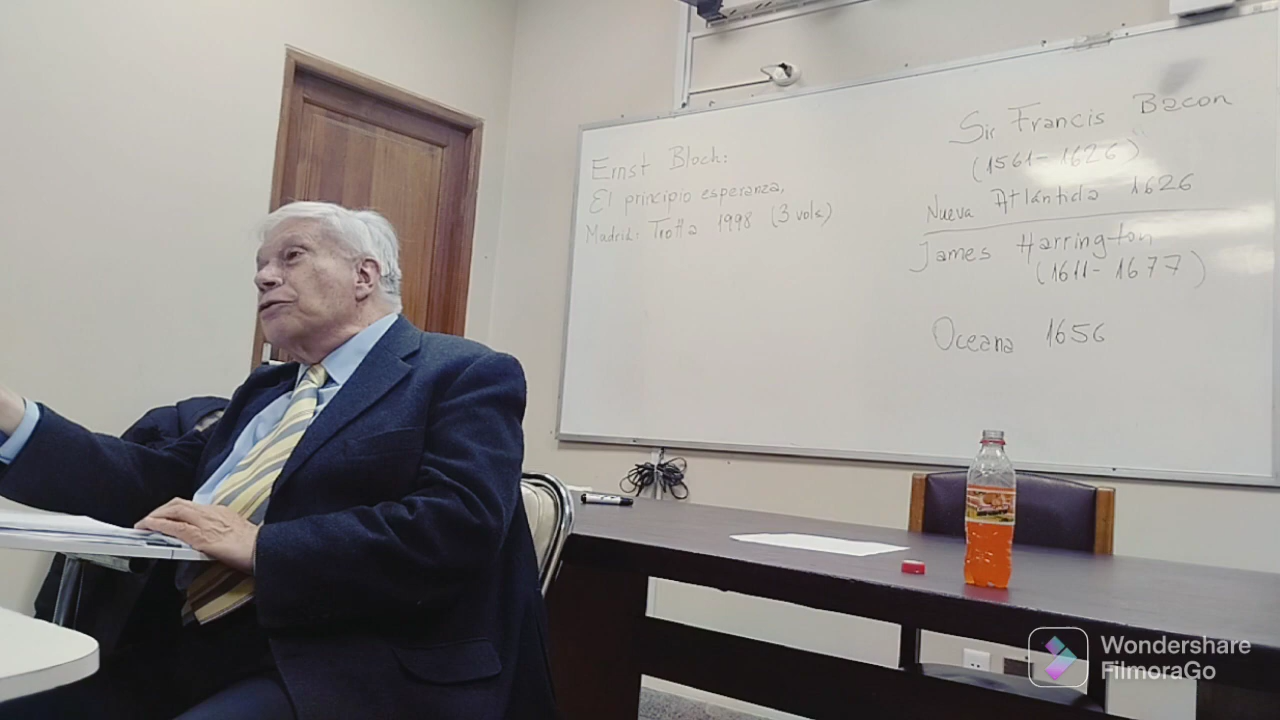 Ernst Bloch:
El principio esperanza,
Madrid: Trotta 1998 (3 vols)
Sir Francis Bacon
(1561-1626)
Nueva Atlántida 1626
James Harrington
(1611-1677)
Oceana 1656
Wondershare
FilmoraGo